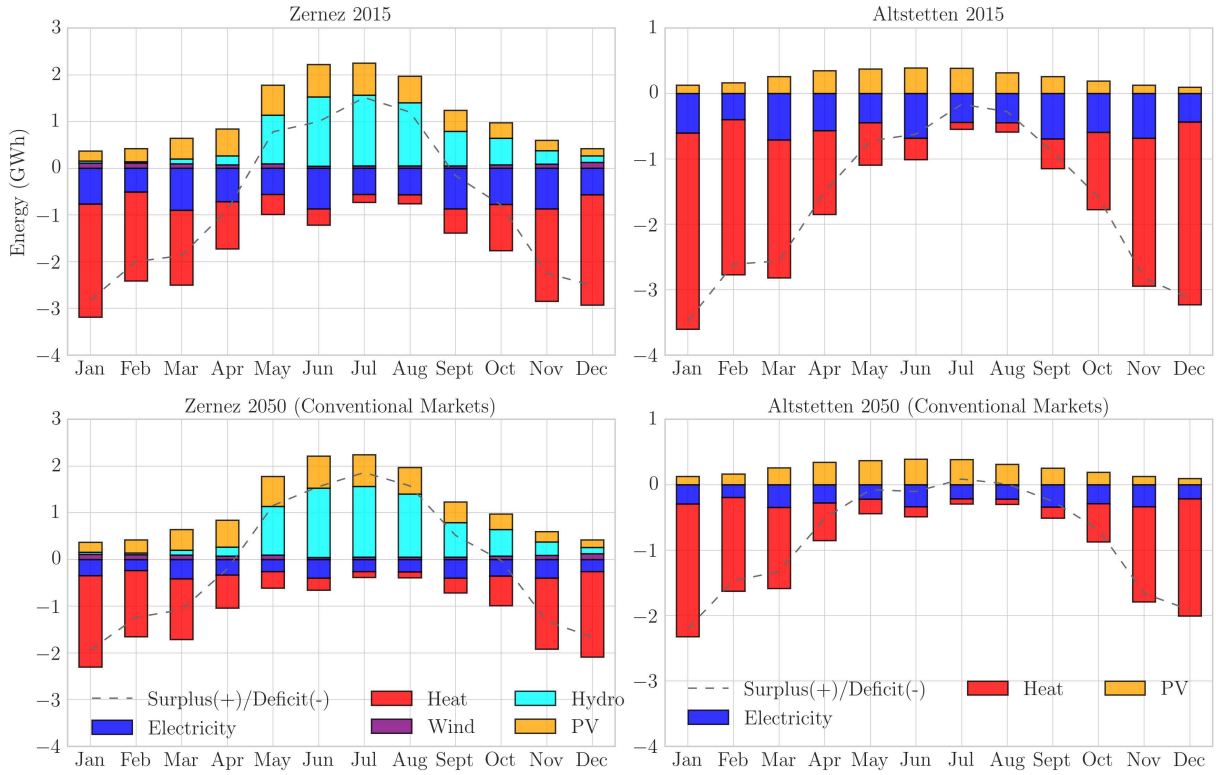 Zernez 2015
3
2
1
0
−1
−2
−3
−4
Energy (GWh)
Jan Feb Mar Apr May Jun Jul Aug Sept Oct Nov Dec
Altstetten 2015
1
0
−1
−2
−3
−4
Jan Feb Mar Apr May Jun Jul Aug Sept Oct Nov Dec
Zernez 2050 (Conventional Markets)
3
2
1
0
−1
−2
−3
−4
Surplus(+)/Deficit(-) Heat Hydro
Electricity Wind PV
Jan Feb Mar Apr May Jun Jul Aug Sept Oct Nov Dec
Altstetten 2050 (Conventional Markets)
1
0
−1
−2
−3
−4
Surplus(+)/Deficit(-) Heat PV
Electricity
Jan Feb Mar Apr May Jun Jul Aug Sept Oct Nov Dec